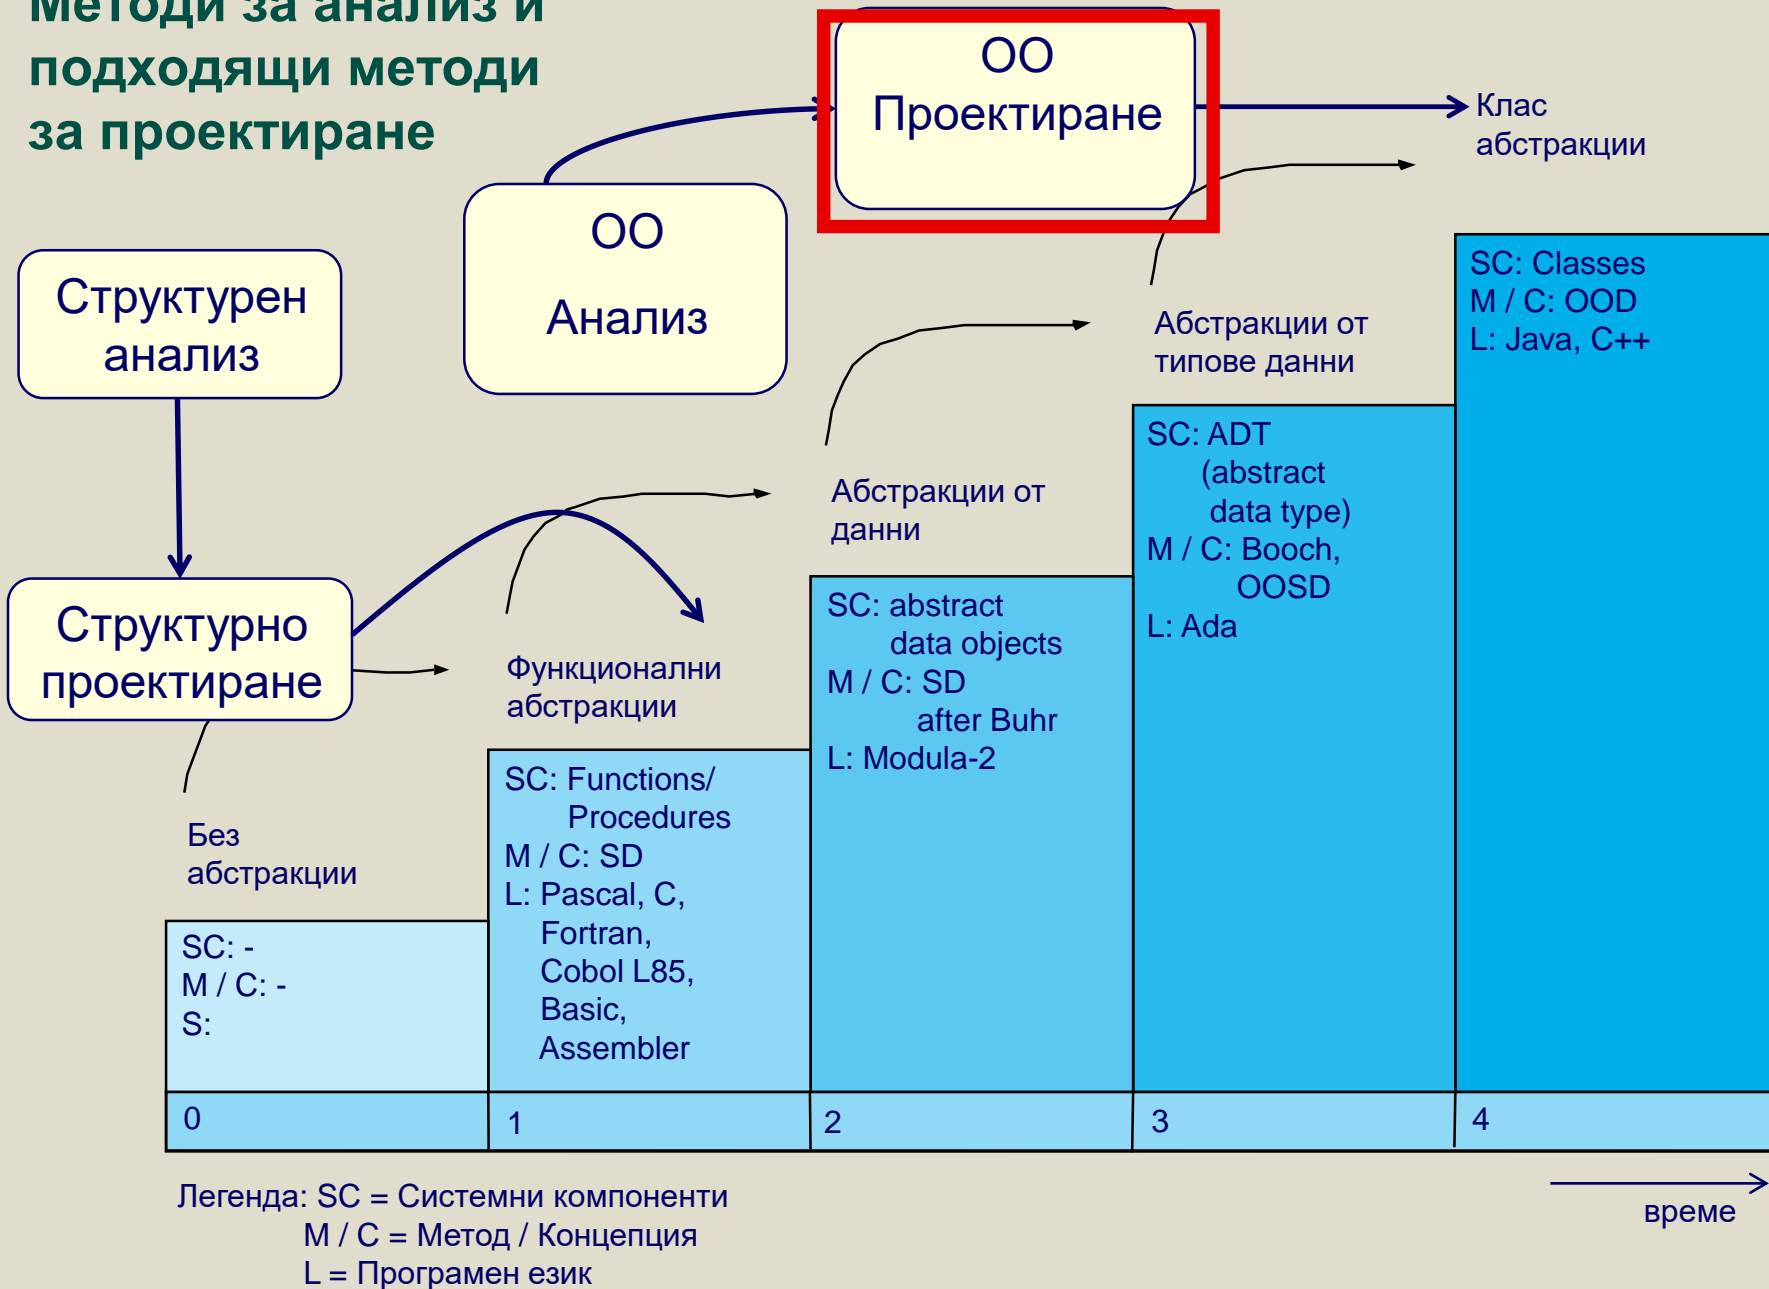 Методи за анализ и
подходящи методи
за проектиране
ОО
Проектиране
Клас
абстракции
ОО
Анализ
Структурен
анализ
Структурно
проектиране
Абстракции от
типове данни
Абстракции от
данни
Функционални
абстракции
Без
абстракции
SC: Classes
M / C: OOD
L: Java, C++
SC: ADT
(abstract
data type)
M / C: Booch,
OOSD
L: Ada
SC: abstract
data objects
M / C: SD
after Buhr
L: Modula-2
SC: Functions/
Procedures
M / C: SD
L: Pascal, C,
Fortran,
Cobol L85,
Basic,
Assembler
SC: -
M / C: -
S:
0
1
2
3
4
време
Легенда: SC = Системни компоненти
M / C = Метод / Концепция
L = Програмен език